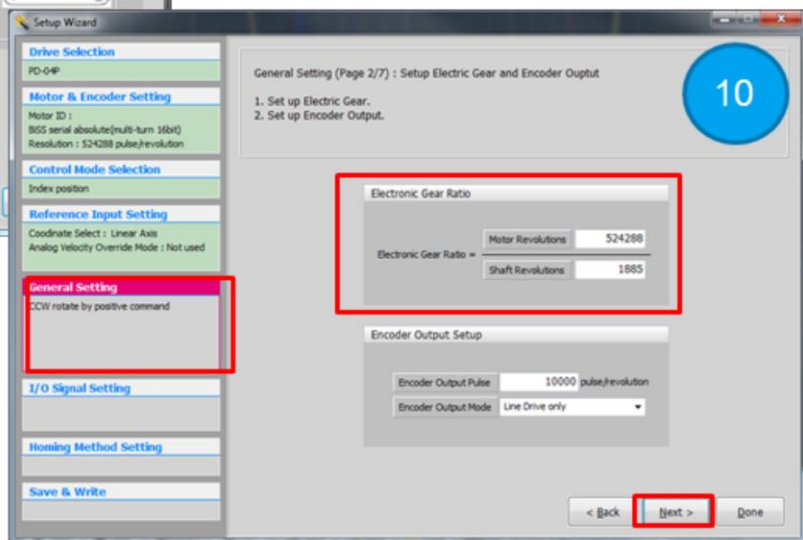 Setup Wizard
Drive Selection
PD-04P
Motor & Encoder Setting
Motor ID :
BiSS serial absolute(multi-turn 16bit)
Resolution : 524288 pulse/revolution
Control Mode Selection
Index position
Reference Input Setting
Coodinate Select : Linear Axis
Analog Velocity Override Mode : Not used
General Setting
CCW rotate by positive command
I/O Signal Setting
Homing Method Setting
Save & Write
General Setting (Page 2/7) : Setup Electric Gear and Encoder Ouptut
1. Set up Electric Gear.
2. Set up Encoder Output.
10
Electronic Gear Ratio
Electronic Gear Ratio =
Motor Revolutions 524288
Shaft Revolutions 1885
Encoder Output Setup
Encoder Output Pulse 10000 pulse/revolution
Encoder Output Mode Line Drive only
< Back Next > Done